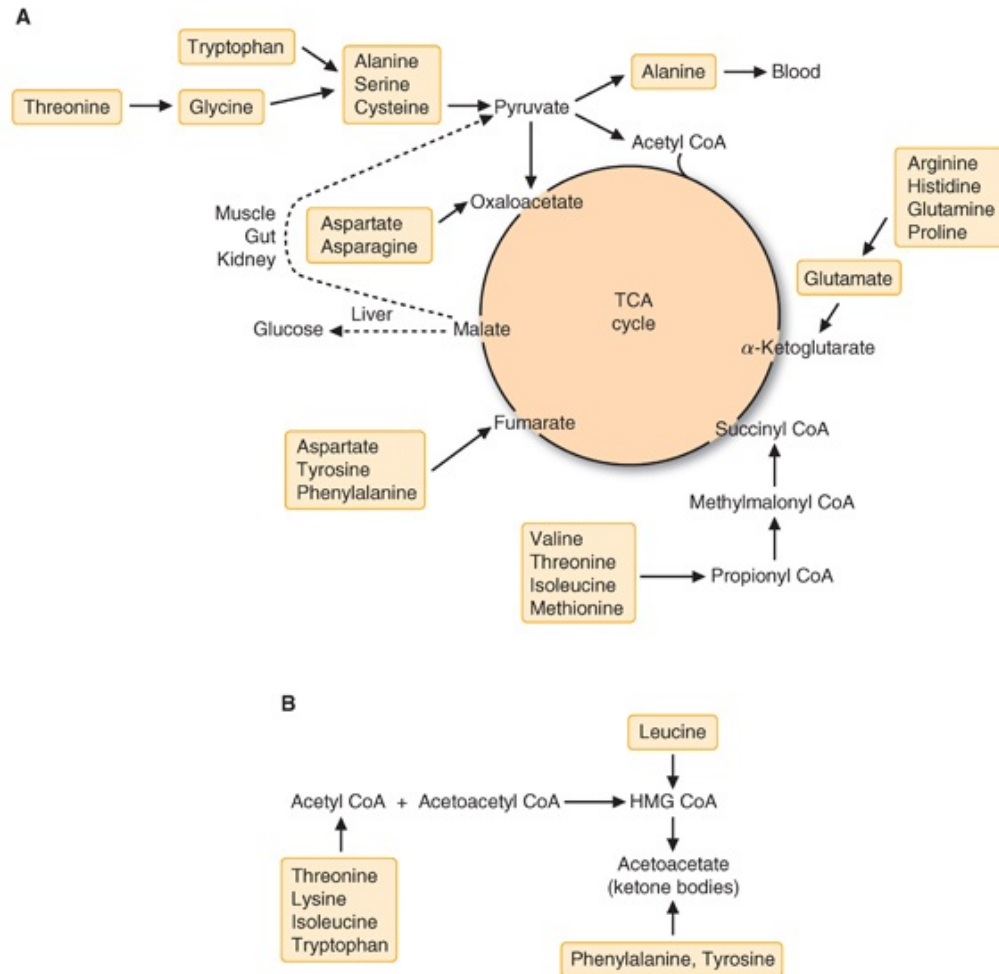 A
Tryptophan
Threonine
Glycine
Alanine
Serine
Cysteine
Pyruvate
Alanine
Blood
Acetyl CoA
Oxaloacetate
Aspartate
Asparagine
Muscle
Gut
Kidney
Arginine
Histidine
Glutamine
Proline
Glutamate
α-Ketoglutarate
TCA
cycle
Glucose
Liver
Malate
Fumarate
Aspartate
Tyrosine
Phenylalanine
Succinyl CoA
Methylmalonyl CoA
Propionyl CoA
Valine
Threonine
Isoleucine
Methionine
B
Leucine
Acetyl CoA + Acetoacetyl CoA
HMG CoA
Threonine
Lysine
Isoleucine
Tryptophan
Acetoacetate
(ketone bodies)
Phenylalanine, Tyrosine